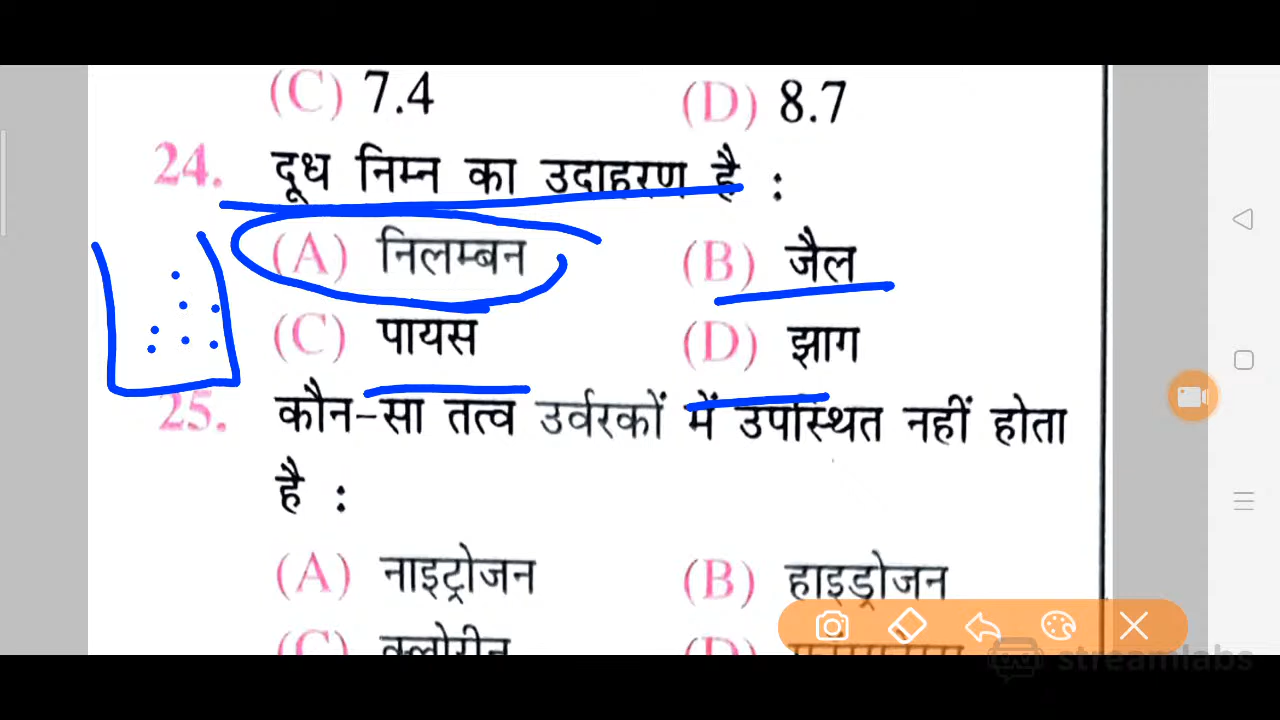 (C) 7.4 (D) 8.7
24. दूध निम्न का उदाहरण है :
(A) निलम्बन (B) जैल
(C) पायस (D) झाग
25. कौन-सा तत्व उर्वरकों में उपस्थित नहीं होता
है :
(A) नाइट्रोजन (B) हाइड्रोजन
(C) क्लोरीन (D)
streamlabs